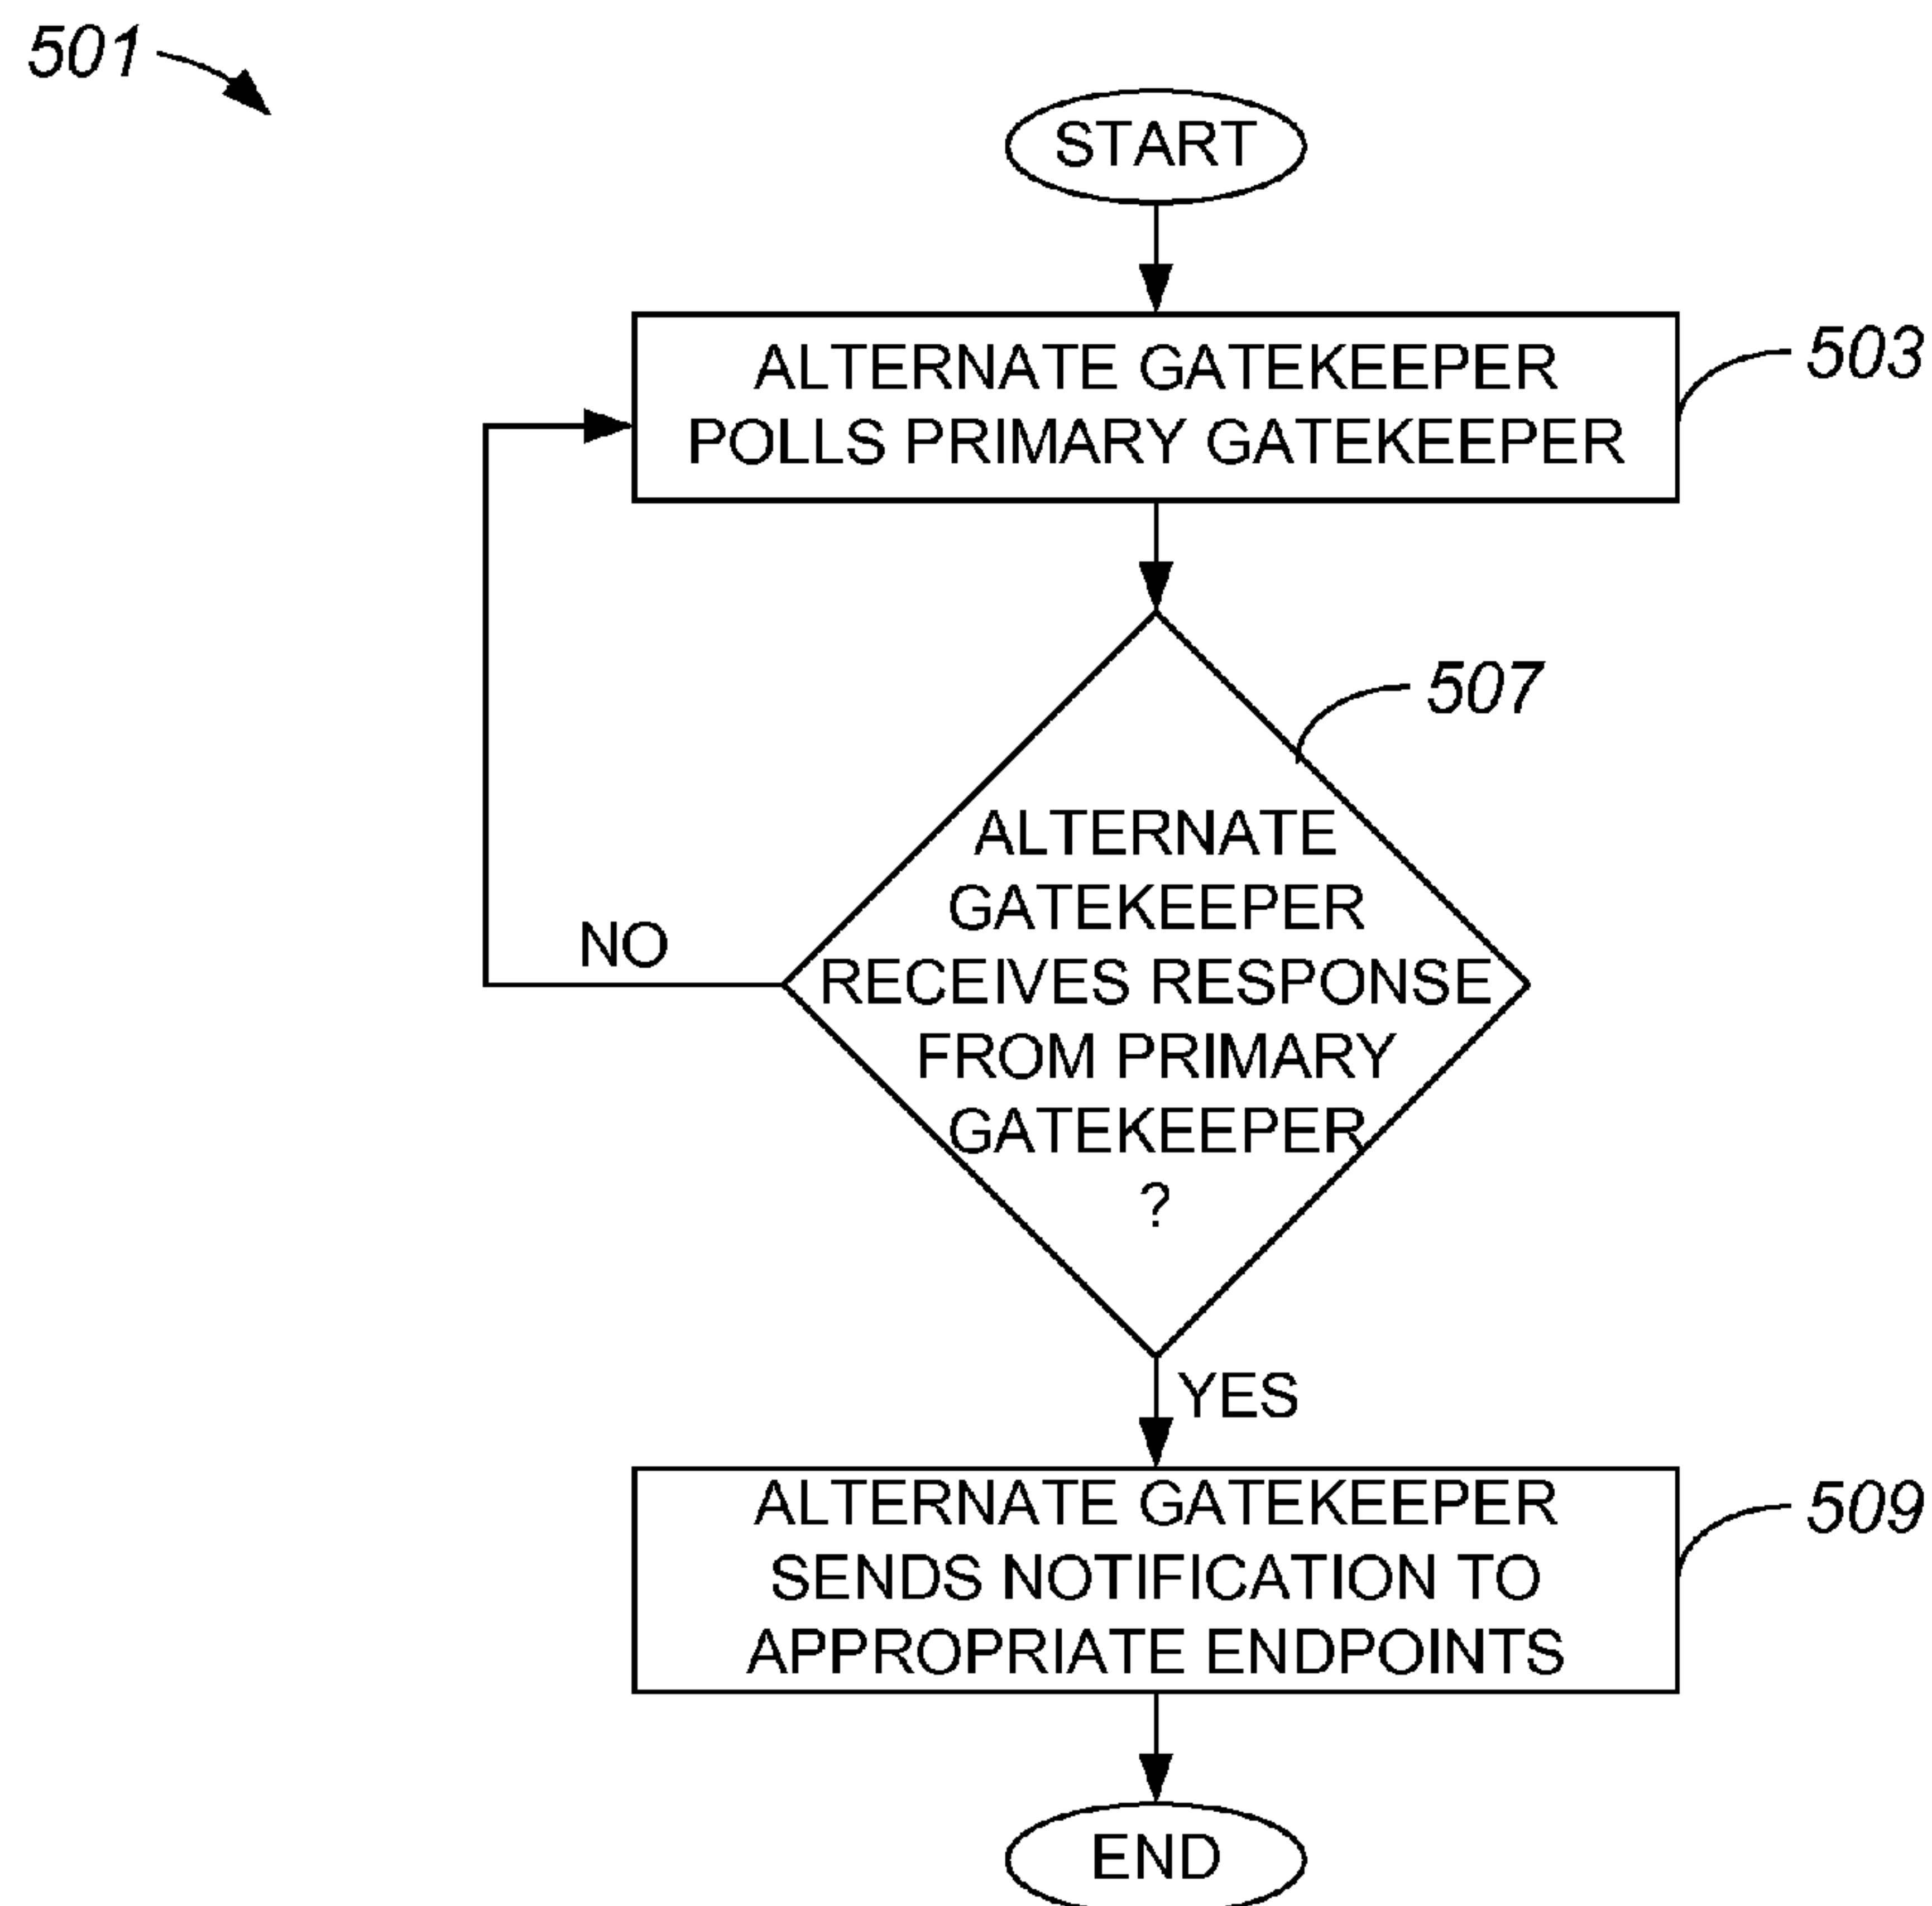 501
START
ALTERNATE GATEKEEPER
POLLS PRIMARY GATEKEEPER
503
507
ALTERNATE
GATEKEEPER
RECEIVES RESPONSE
FROM PRIMARY
GATEKEEPER
?
NO
YES
ALTERNATE GATEKEEPER
SENDS NOTIFICATION TO
APPROPRIATE ENDPOINTS
509
END